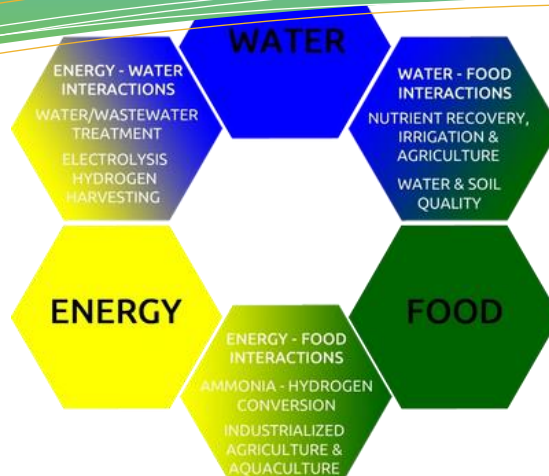 WATER
ENERGY - WATER
INTERACTIONS
WATER/WASTEWATER
TREATMENT
ELECTROLYSIS
HYDROGEN
HARVESTING
WATER - FOOD
INTERACTIONS
NUTRIENT RECOVERY,
IRRIGATION &
AGRICULTURE
WATER & SOIL
QUALITY
ENERGY
FOOD
ENERGY - FOOD
INTERACTIONS
AMMONIA - HYDROGEN
CONVERSION
INDUSTRIALIZED
AGRICULTURE &
AQUACULTURE